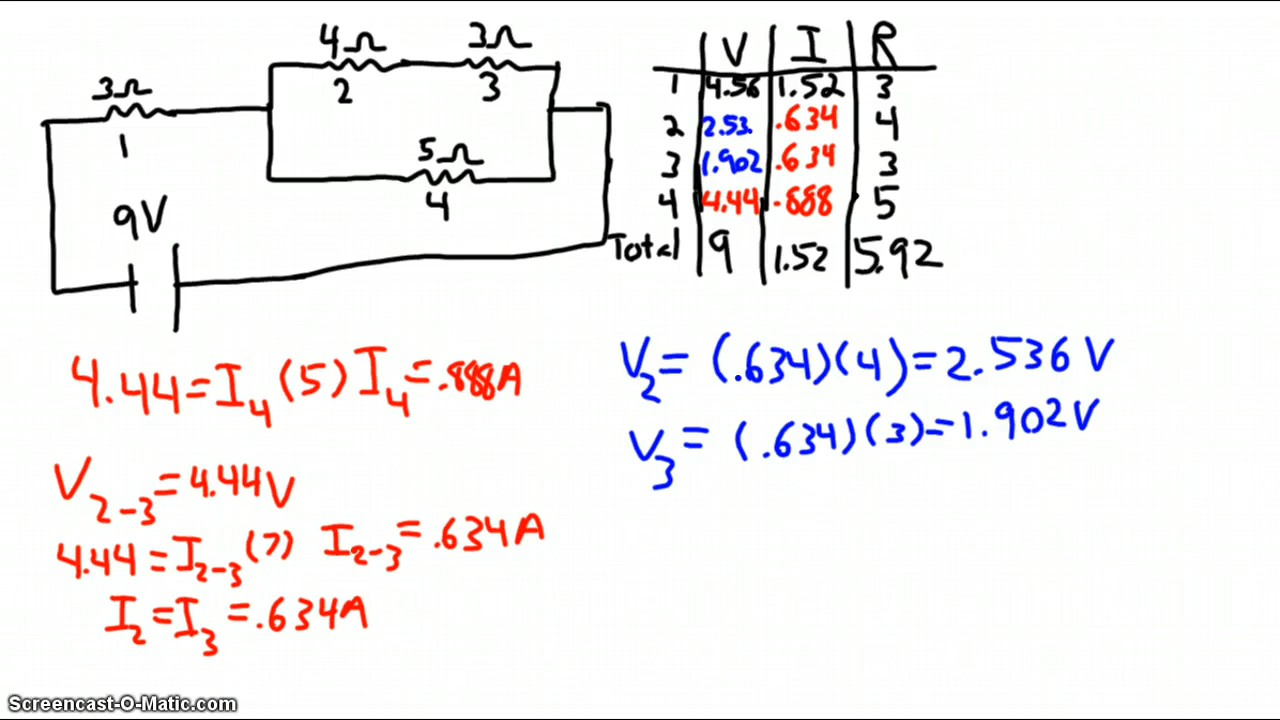 4Ω 3Ω
3Ω
2 3
1
5Ω
4
9V
V I R
1 4.56 1.52 3
2 2.53. .634 4
3 1.902 .634 3
4 4.44 .888 5
Total 9 1.52 5.92
4.44 = I4 (5) I4 = .888A
V2-3 = 4.44V
4.44 = I2-3 (7) I2-3 = .634A
I2 = I3 = .634A
V2 = (.634)(4) = 2.536 V
V3 = (.634)(3) = 1.902 V
Screencast-O-Matic.com